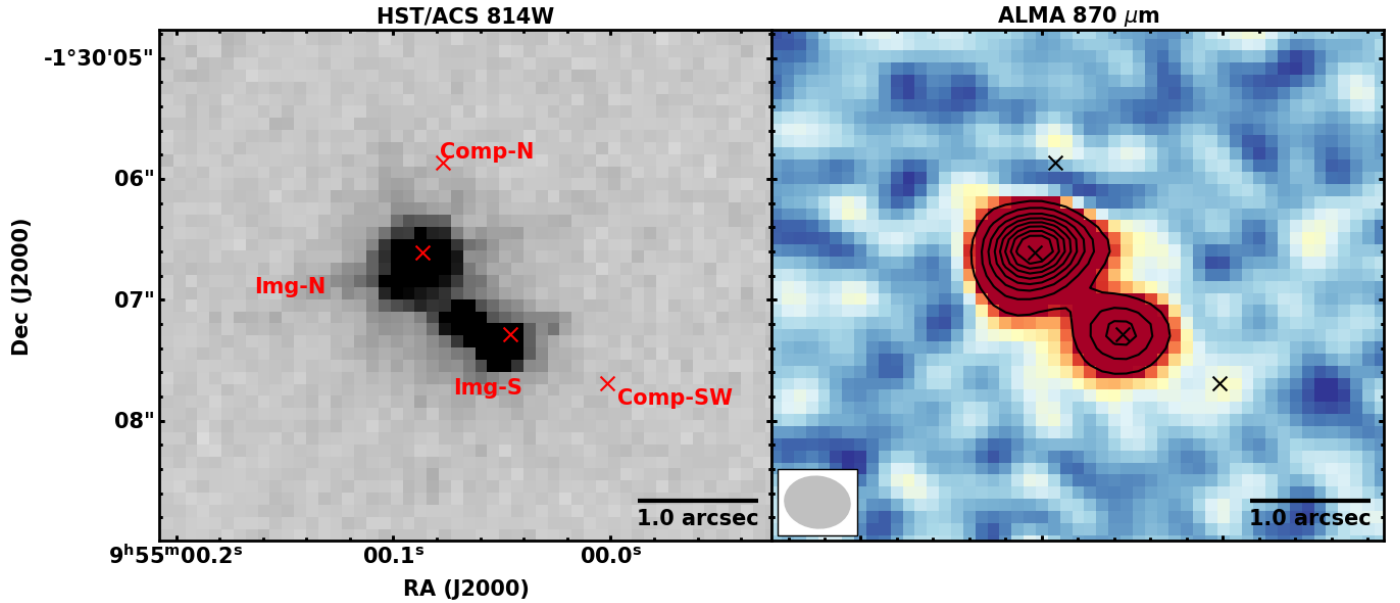 HST/ACS 814W
ALMA 870 μm
-1°30'05"
06"
07"
08"
Dec (J2000)
Comp-N
Img-N
Img-S
Comp-SW
1.0 arcsec
1.0 arcsec
9ʰ55ᵐ00.2ˢ
00.1ˢ
00.0ˢ
RA (J2000)